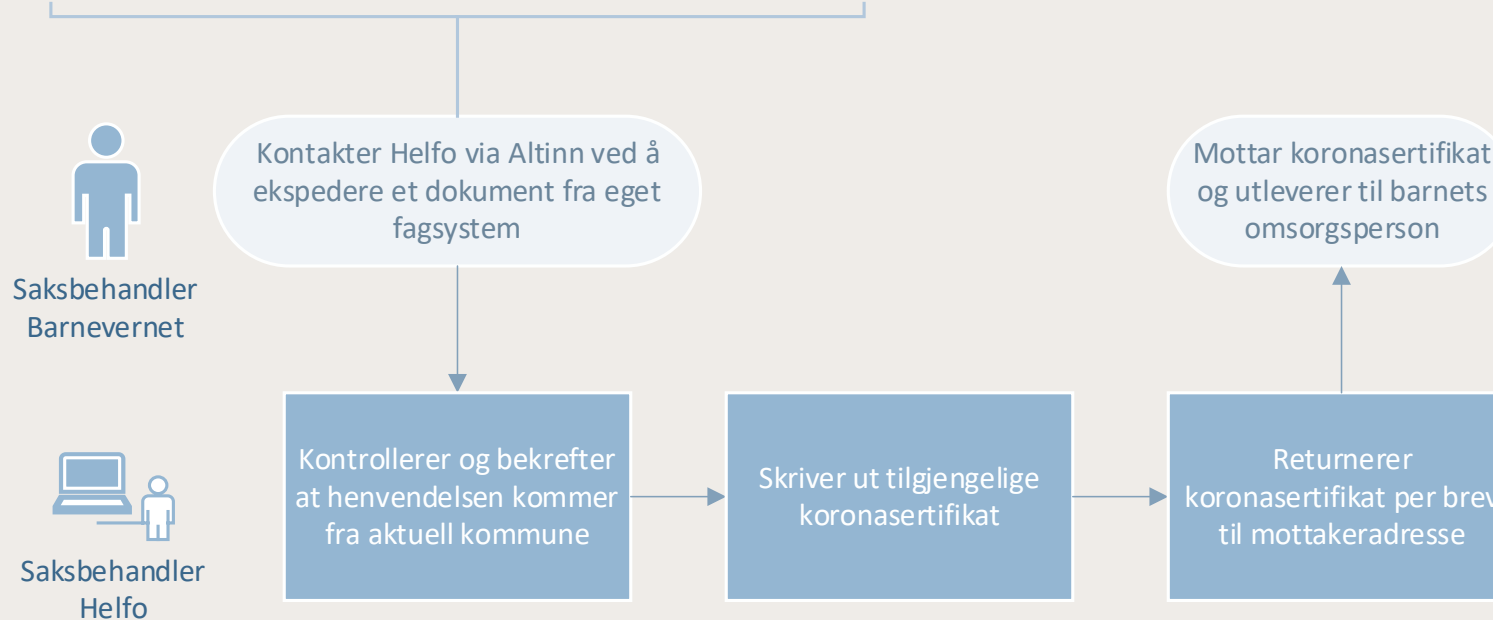 Kontakter Helfo via Altinn ved å
ekspedere et dokument fra eget
fagsystem
Mottar koronasertifikat
og utleverer til barnets
omsorgsperson
Saksbehandler
Barnevernet
Kontrollerer og bekrefter
at henvendelsen kommer
fra aktuell kommune
Skriver ut tilgjengelige
koronasertifikat
Returnerer
koronasertifikat per brev
til mottakeradresse
Saksbehandler
Helfo